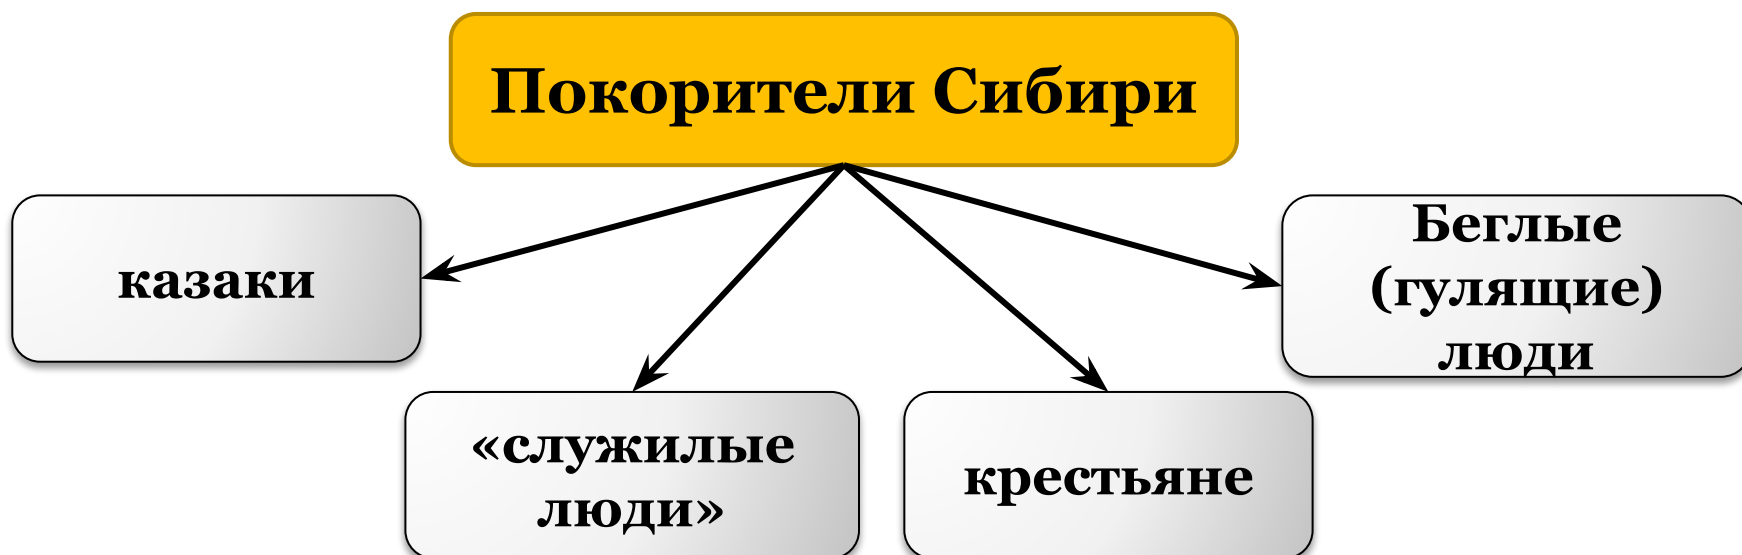 Покорители Сибири
казаки
«служилые
люди»
крестьяне
Беглые
(гулящие)
люди